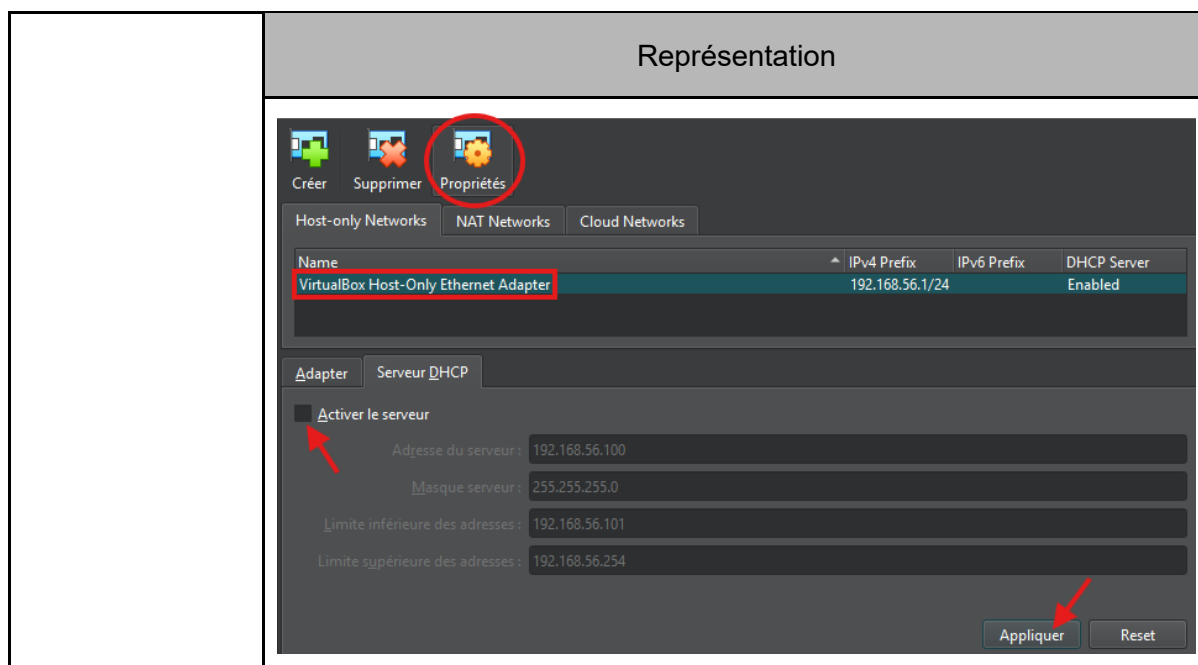 Représentation
Créer Supprimer Propriétés
Host-only Networks NAT Networks Cloud Networks
Name IPv4 Prefix IPv6 Prefix DHCP Server
VirtualBox Host-Only Ethernet Adapter 192.168.56.1/24 Enabled
Adapter Serveur DHCP
Activer le serveur
Adresse du serveur : 192.168.56.100
Masque serveur : 255.255.255.0
Limite inférieure des adresses : 192.168.56.101
Limite supérieure des adresses : 192.168.56.254
Appliquer Reset